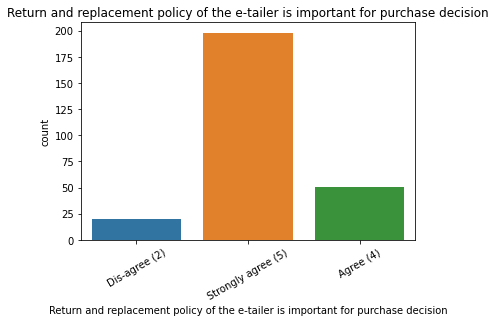 Return and replacement policy of the e-tailer is important for purchase decision
200
175
150
125
100
75
50
25
0
count
Dis-agree (2)
Strongly agree (5)
Agree (4)
Return and replacement policy of the e-tailer is important for purchase decision